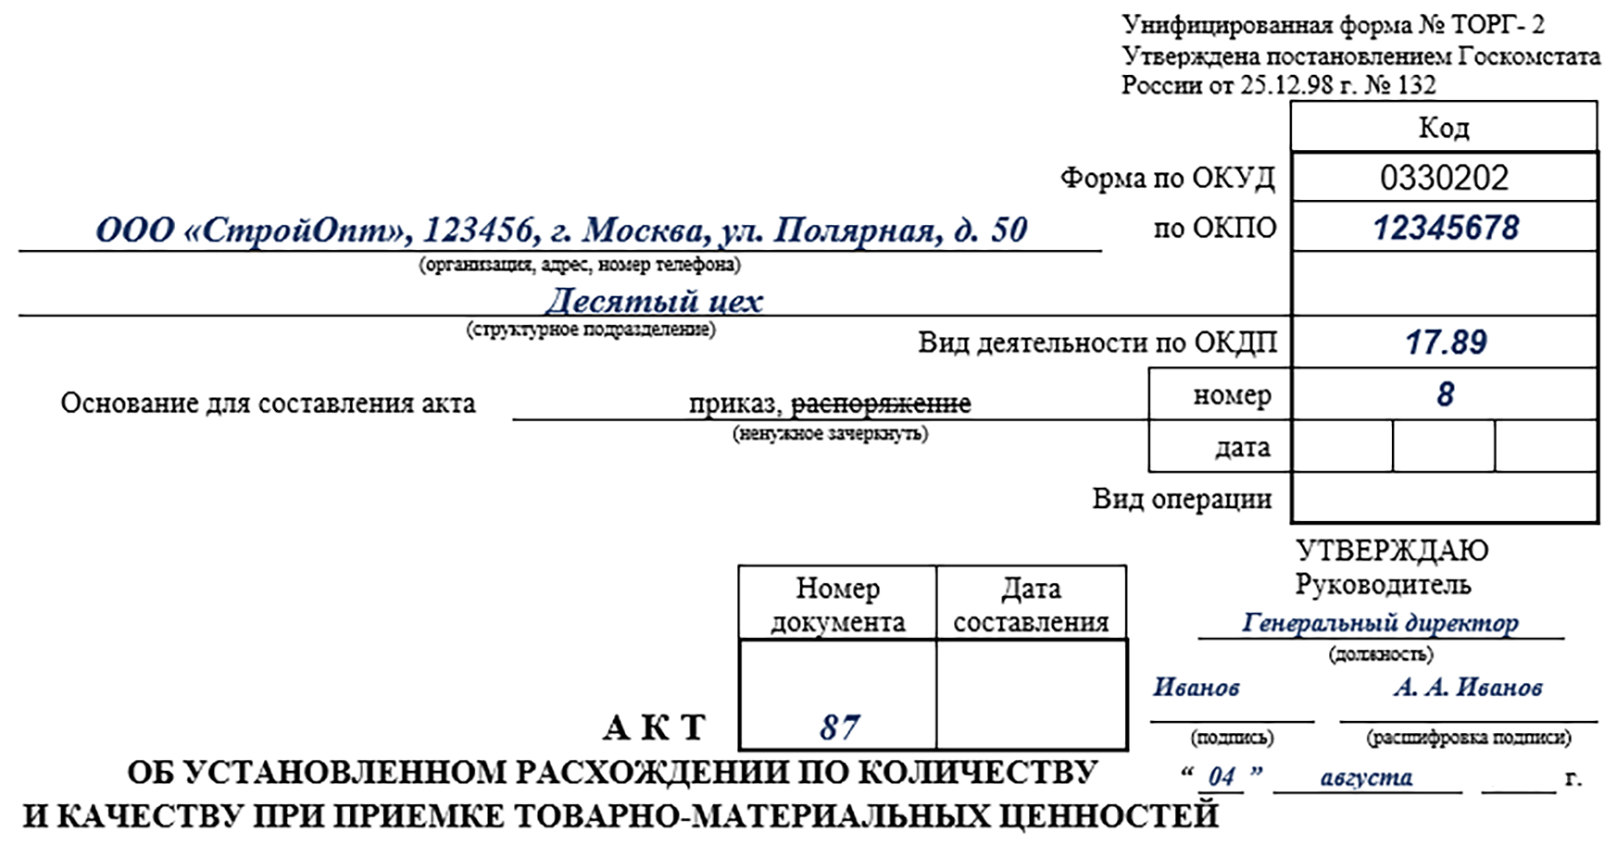 Унифицированная форма № ТОРГ- 2
Утверждена постановлением Госкомстата
России от 25.12.98 г. № 132
Код
Форма по ОКУД 0330202
ООО «СтройОпт», 123456, г. Москва, ул. Полярная, д. 50 по ОКПО 12345678
(организация, адрес, номер телефона)
Десятый цех
(структурное подразделение)
Вид деятельности по ОКДП 17.89
Основание для составления акта приказ, распоряжение номер 8
(ненужное зачеркнуть)
дата
Вид операции
УТВЕРЖДАЮ
Руководитель
Генеральный директор
(должность)
Иванов А. А. Иванов
(подпись) (расшифровка подписи)
“ 04 ” августа г.
Номер документа Дата составления
АКТ 87
ОБ УСТАНОВЛЕННОМ РАСХОЖДЕНИИ ПО КОЛИЧЕСТВУ
И КАЧЕСТВУ ПРИ ПРИЕМКЕ ТОВАРНО-МАТЕРИАЛЬНЫХ ЦЕННОСТЕЙ